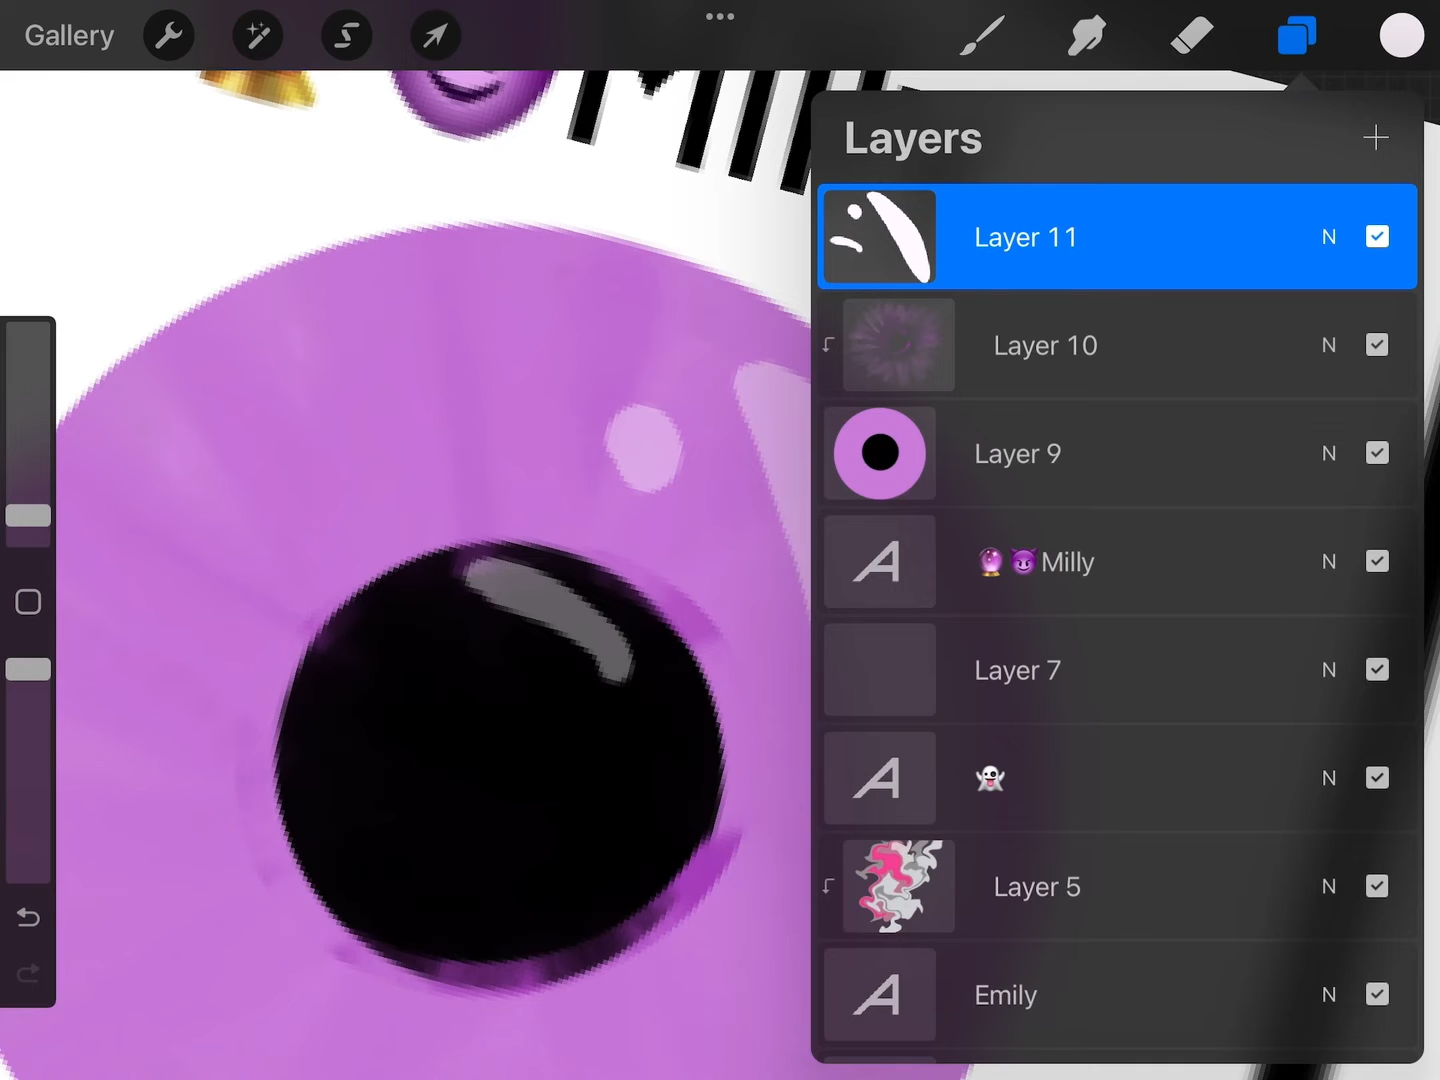 Gallery
Layers
Layer 11 N
Layer 10 N
Layer 9 N
🔮😈Milly N
A
Layer 7 N
👻 N
A
Layer 5 N
Emily N
A